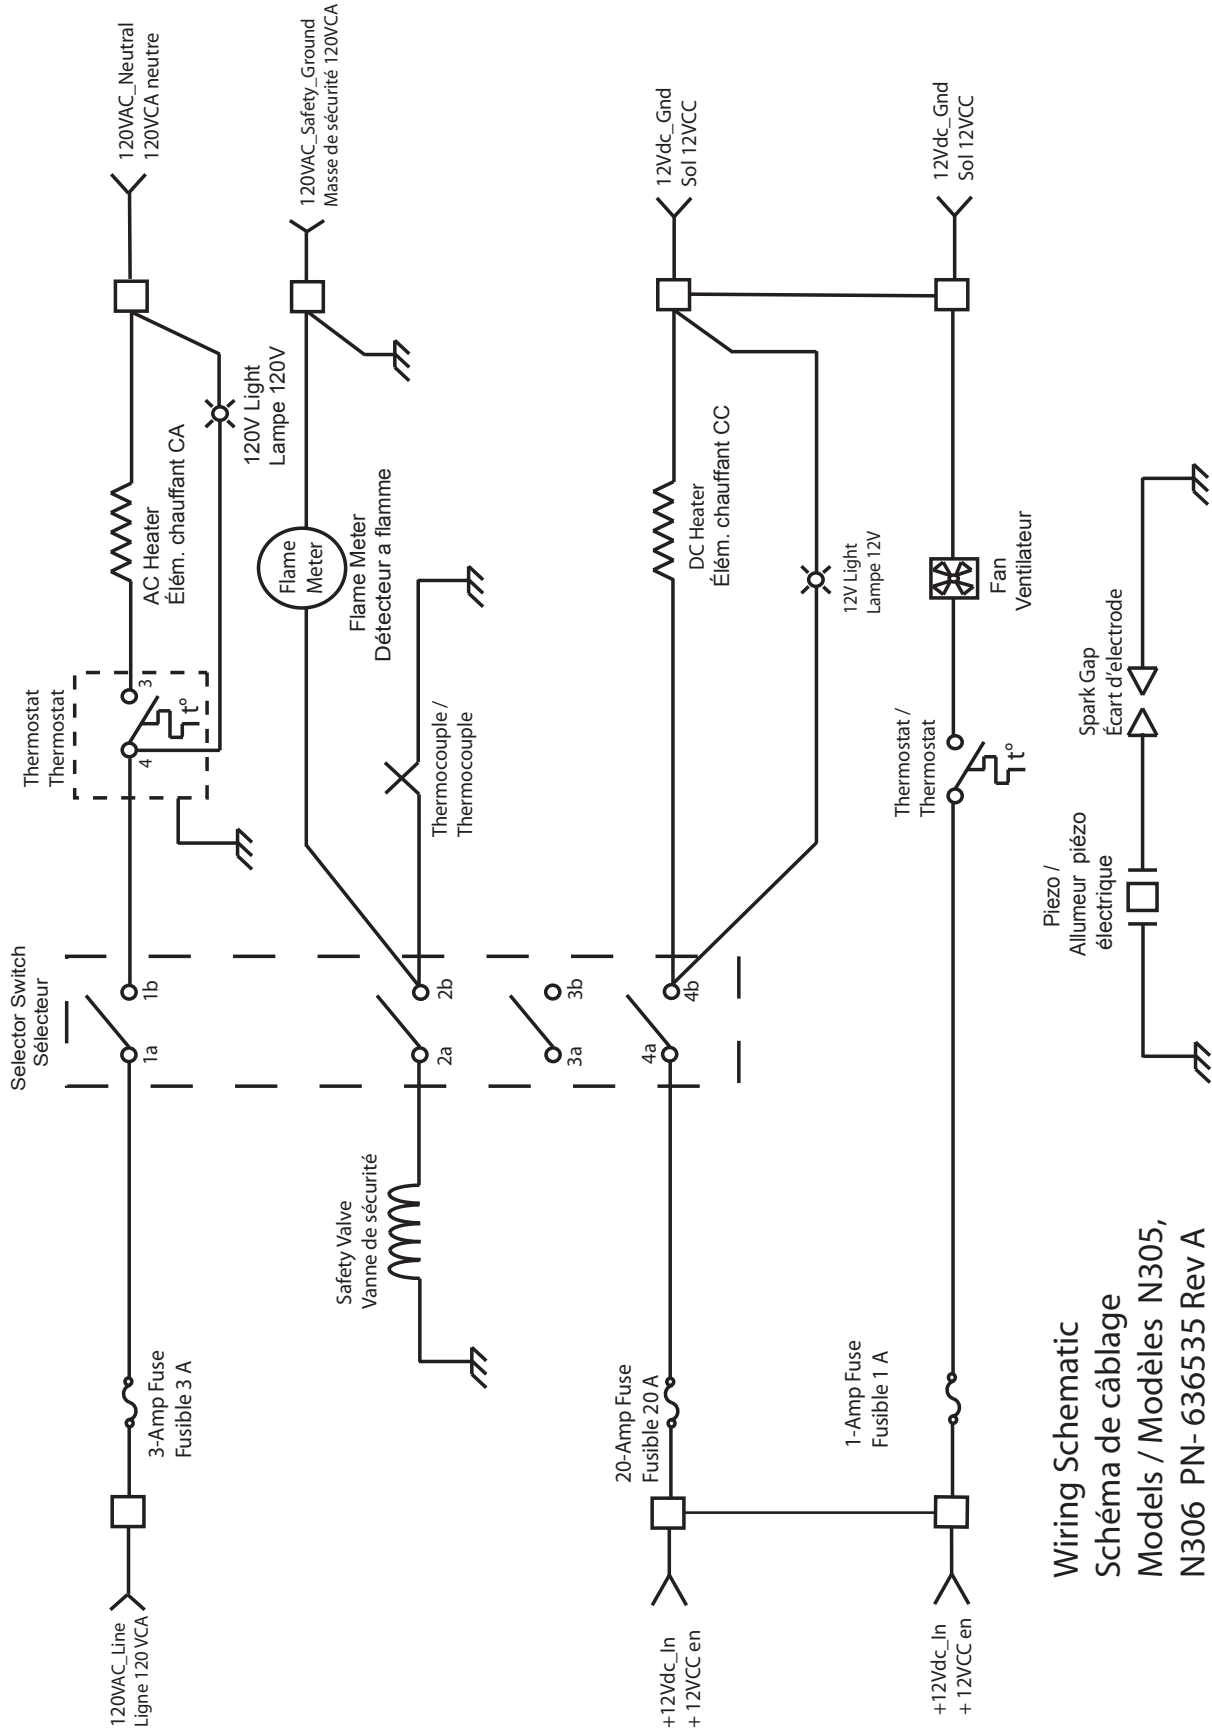 120VAC_Line
Ligne 120 VCA
3-Amp Fuse
Fusible 3 A
Selector Switch
Sélecteur
1a
1b
Thermostat
Thermostat
4
3
t°
AC Heater
Élém. chauffant CA
120V Light
Lampe 120V
120VAC_Neutral
120VCA neutre
120VAC_Safety_Ground
Masse de sécurité 120VCA
Flame
Meter
Flame Meter
Détecteur a flamme
Safety Valve
Vanne de sécurité
2a
2b
Thermocouple /
Thermocouple
3a
3b
+12Vdc_In
+ 12VCC en
20-Amp Fuse
Fusible 20 A
4a
4b
DC Heater
Élém. chauffant CC
12V Light
Lampe 12V
12Vdc_Gnd
Sol 12VCC
+12Vdc_In
+ 12VCC en
1-Amp Fuse
Fusible 1 A
Thermostat /
Thermostat
t°
Fan
Ventilateur
12Vdc_Gnd
Sol 12VCC
Piezo /
Allumeur piézo
électrique
Spark Gap
Écart d'electrode
Wiring Schematic
Schéma de câblage
Models / Modèles N305,
N306 PN- 636535 Rev A